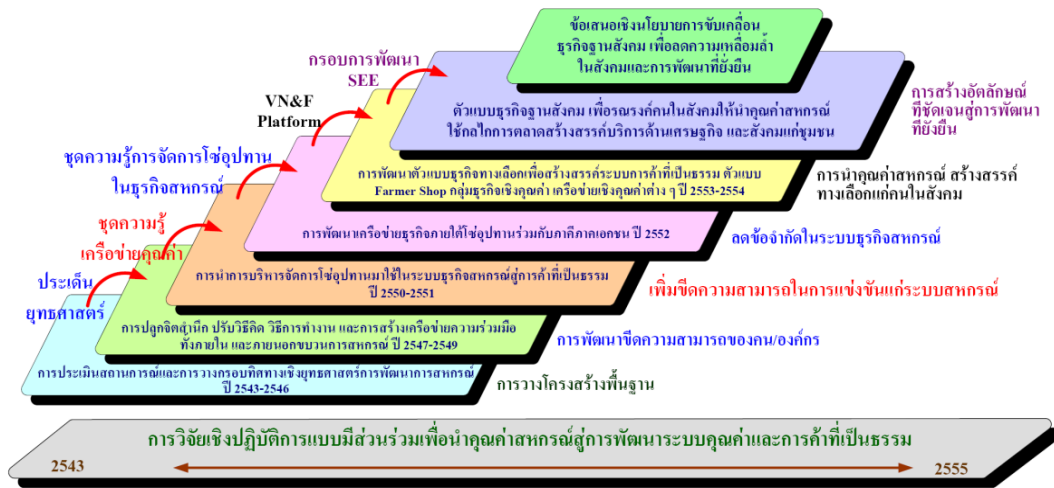 ข้อเสนอเชิงนโยบายการขับเคลื่อน
ธุรกิจฐานสังคม เพื่อลดความเหลื่อมล้ำ
ในสังคมและการพัฒนาที่ยั่งยืน
กรอบการพัฒนา
SEE
ตัวแบบธุรกิจฐานสังคม เพื่อรณรงค์คนในสังคมให้นำคุณค่าสหกรณ์
ใช้กลไกการตลาดสร้างสรรค์บริการด้านเศรษฐกิจ และสังคมแก่ชุมชน
การสร้างอัตลักษณ์
ที่ชัดเจนสู่การพัฒนา
ที่ยั่งยืน
VN&F
Platform
การพัฒนาตัวแบบธุรกิจทางเลือกเพื่อสร้างสรรค์ระบบการค้าที่เป็นธรรม ตัวแบบ
Farmer Shop กลุ่มธุรกิจเชิงคุณค่า เครือข่ายเชิงคุณค่าต่าง ๆ ปี 2553-2554
การนำคุณค่าสหกรณ์ สร้างสรรค์
ทางเลือกแก่คนในสังคม
ชุดความรู้การจัดการโซ่อุปทาน
ในธุรกิจสหกรณ์
การพัฒนาเครือข่ายธุรกิจภายใต้โซ่อุปทานร่วมกับภาคีภาคเอกชน ปี 2552
ลดข้อจำกัดในระบบธุรกิจสหกรณ์
ชุดความรู้
เครือข่ายคุณค่า
การนำการบริหารจัดการโซ่อุปทานมาใช้ในระบบธุรกิจสหกรณ์สู่การค้าที่เป็นธรรม
ปี 2550-2551
เพิ่มขีดความสามารถในการแข่งขันแก่ระบบสหกรณ์
ประเด็น
ยุทธศาสตร์
การปลูกจิตสำนึก ปรับวิธีคิด วิธีการทำงาน และการสร้างเครือข่ายความร่วมมือ
ทั้งภายใน และภายนอกขบวนการสหกรณ์ ปี 2547-2549
การพัฒนาขีดความสามารถของคน/องค์กร
การประเมินสถานการณ์และการวางกรอบทิศทางเชิงยุทธศาสตร์การพัฒนาการสหกรณ์
ปี 2543-2546
การวางโครงสร้างพื้นฐาน
การวิจัยเชิงปฏิบัติการแบบมีส่วนร่วมเพื่อนำคุณค่าสหกรณ์สู่การพัฒนาระบบคุณค่าและการค้าที่เป็นธรรม
2543
2555